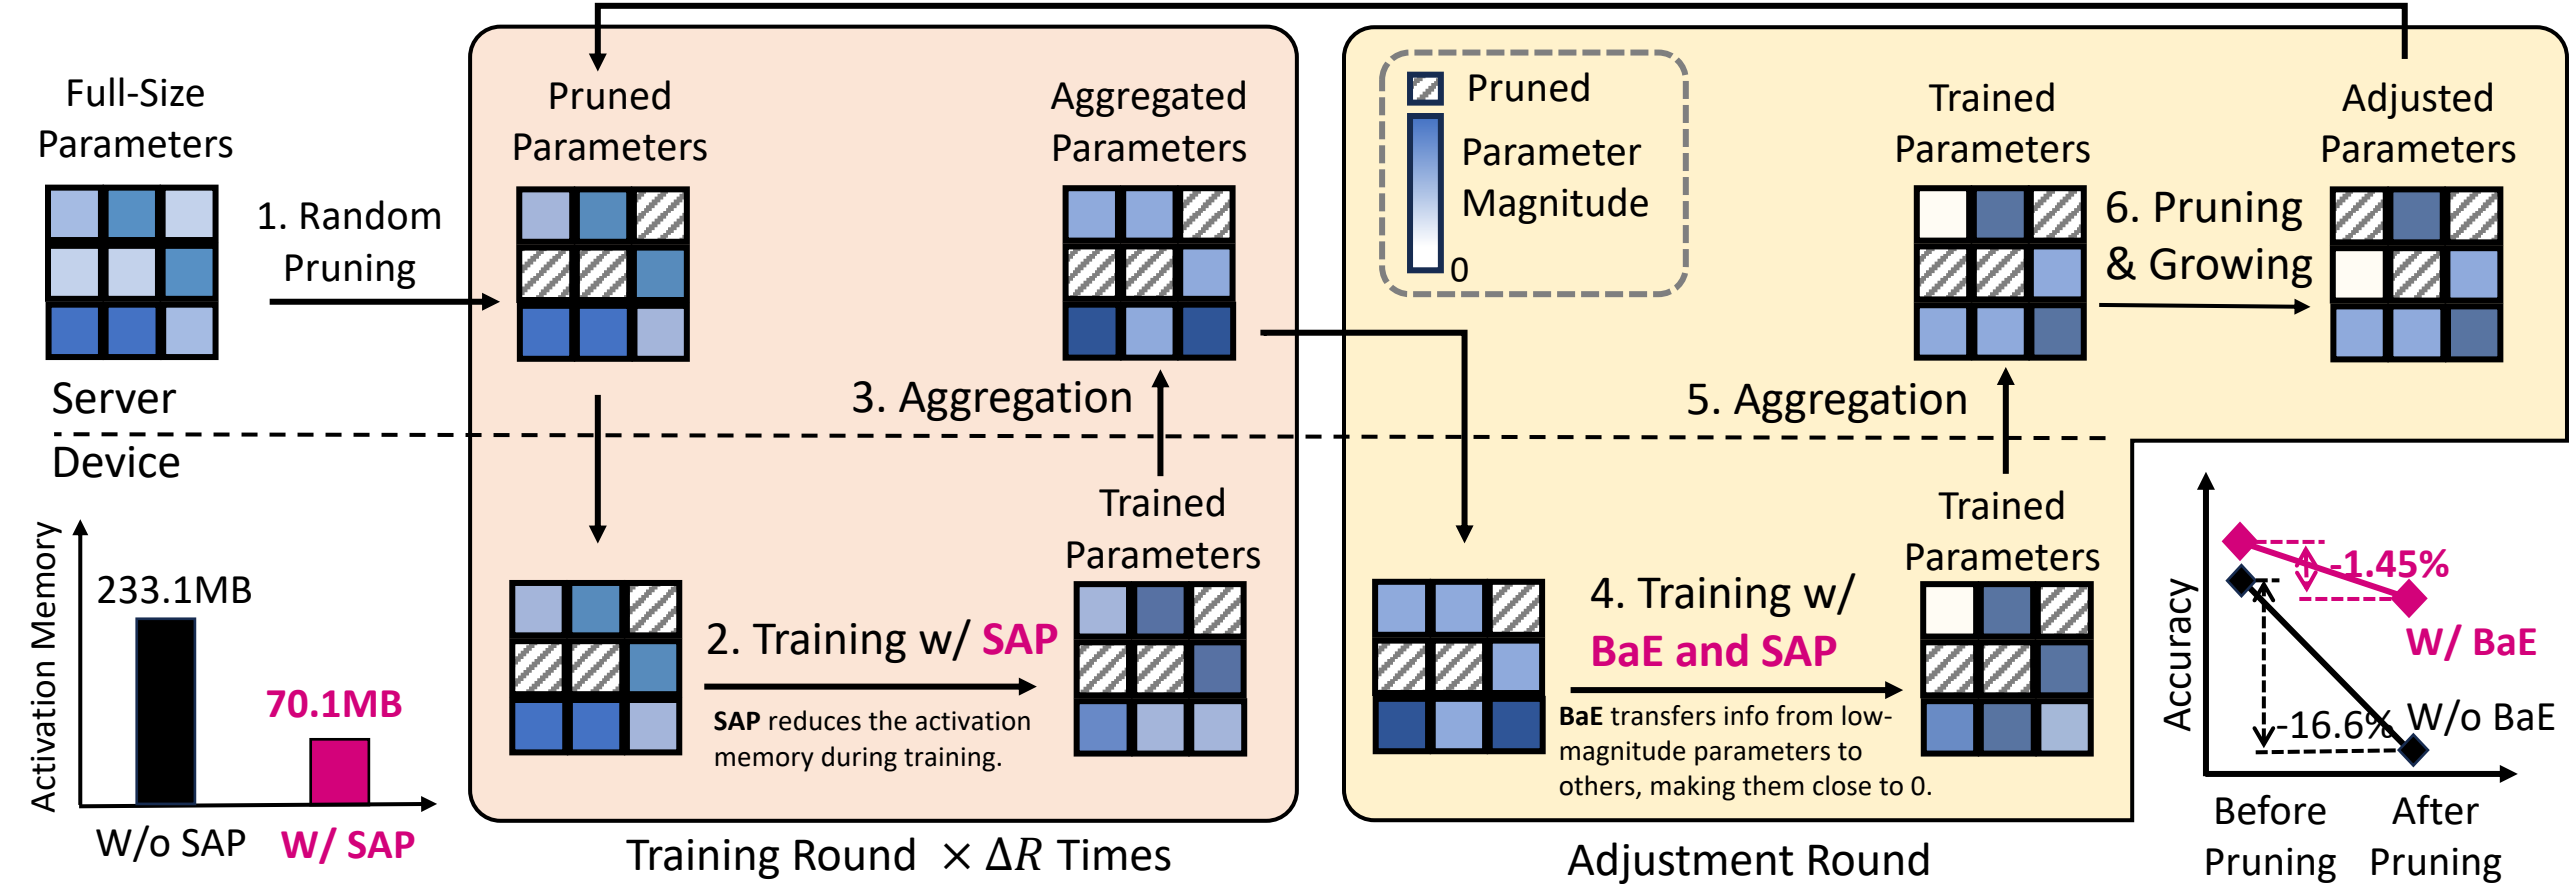 Full-Size
Parameters
1. Random
Pruning
Server
Device
Activation Memory
233.1MB
70.1MB
W/o SAP
W/ SAP
Pruned
Parameters
Aggregated
Parameters
3. Aggregation
Trained
Parameters
2. Training w/ SAP
SAP reduces the activation
memory during training.
Training Round × ΔR Times
Pruned
Parameter
Magnitude
0
Trained
Parameters
6. Pruning
& Growing
Adjusted
Parameters
5. Aggregation
Trained
Parameters
4. Training w/
BaE and SAP
BaE transfers info from low-
magnitude parameters to
others, making them close to 0.
Adjustment Round
Accuracy
-1.45%
W/ BaE
-16.6%
W/o BaE
Before
Pruning
After
Pruning